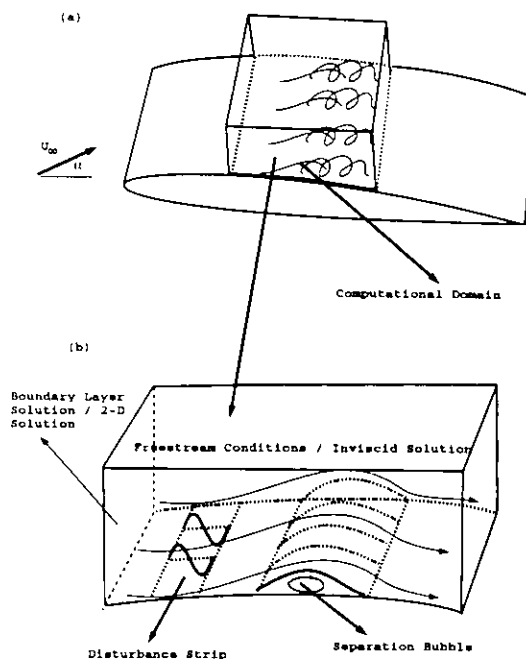 (a)
U∞
α
Computational Domain
(b)
Boundary Layer
Solution / 2-D
Solution
Freestream Conditions / Inviscid Solution
Disturbance Strip
Separation Bubble